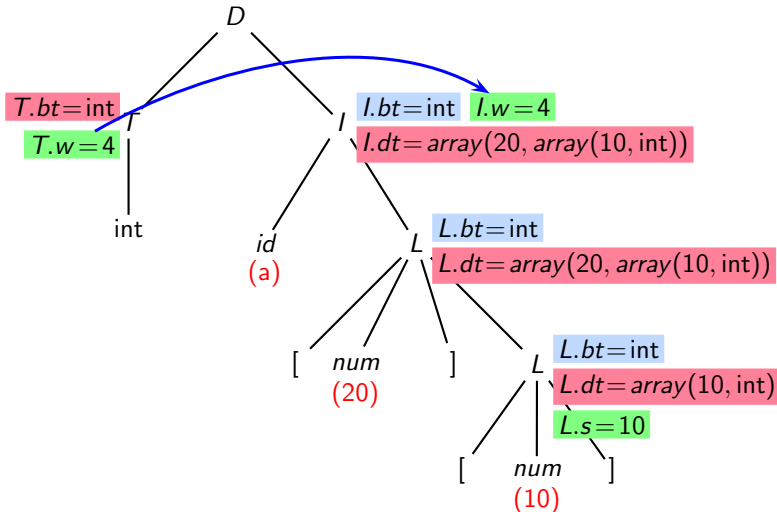 D
T.bt=int
T
T.w=4
I
I.bt=int
I.w=4
I.dt=array(20, array(10, int))
int
id
(a)
L
L.bt=int
L.dt=array(20, array(10, int))
[
num
(20)
]
L
L.bt=int
L.dt=array(10, int)
L.s=10
[
num
(10)
]